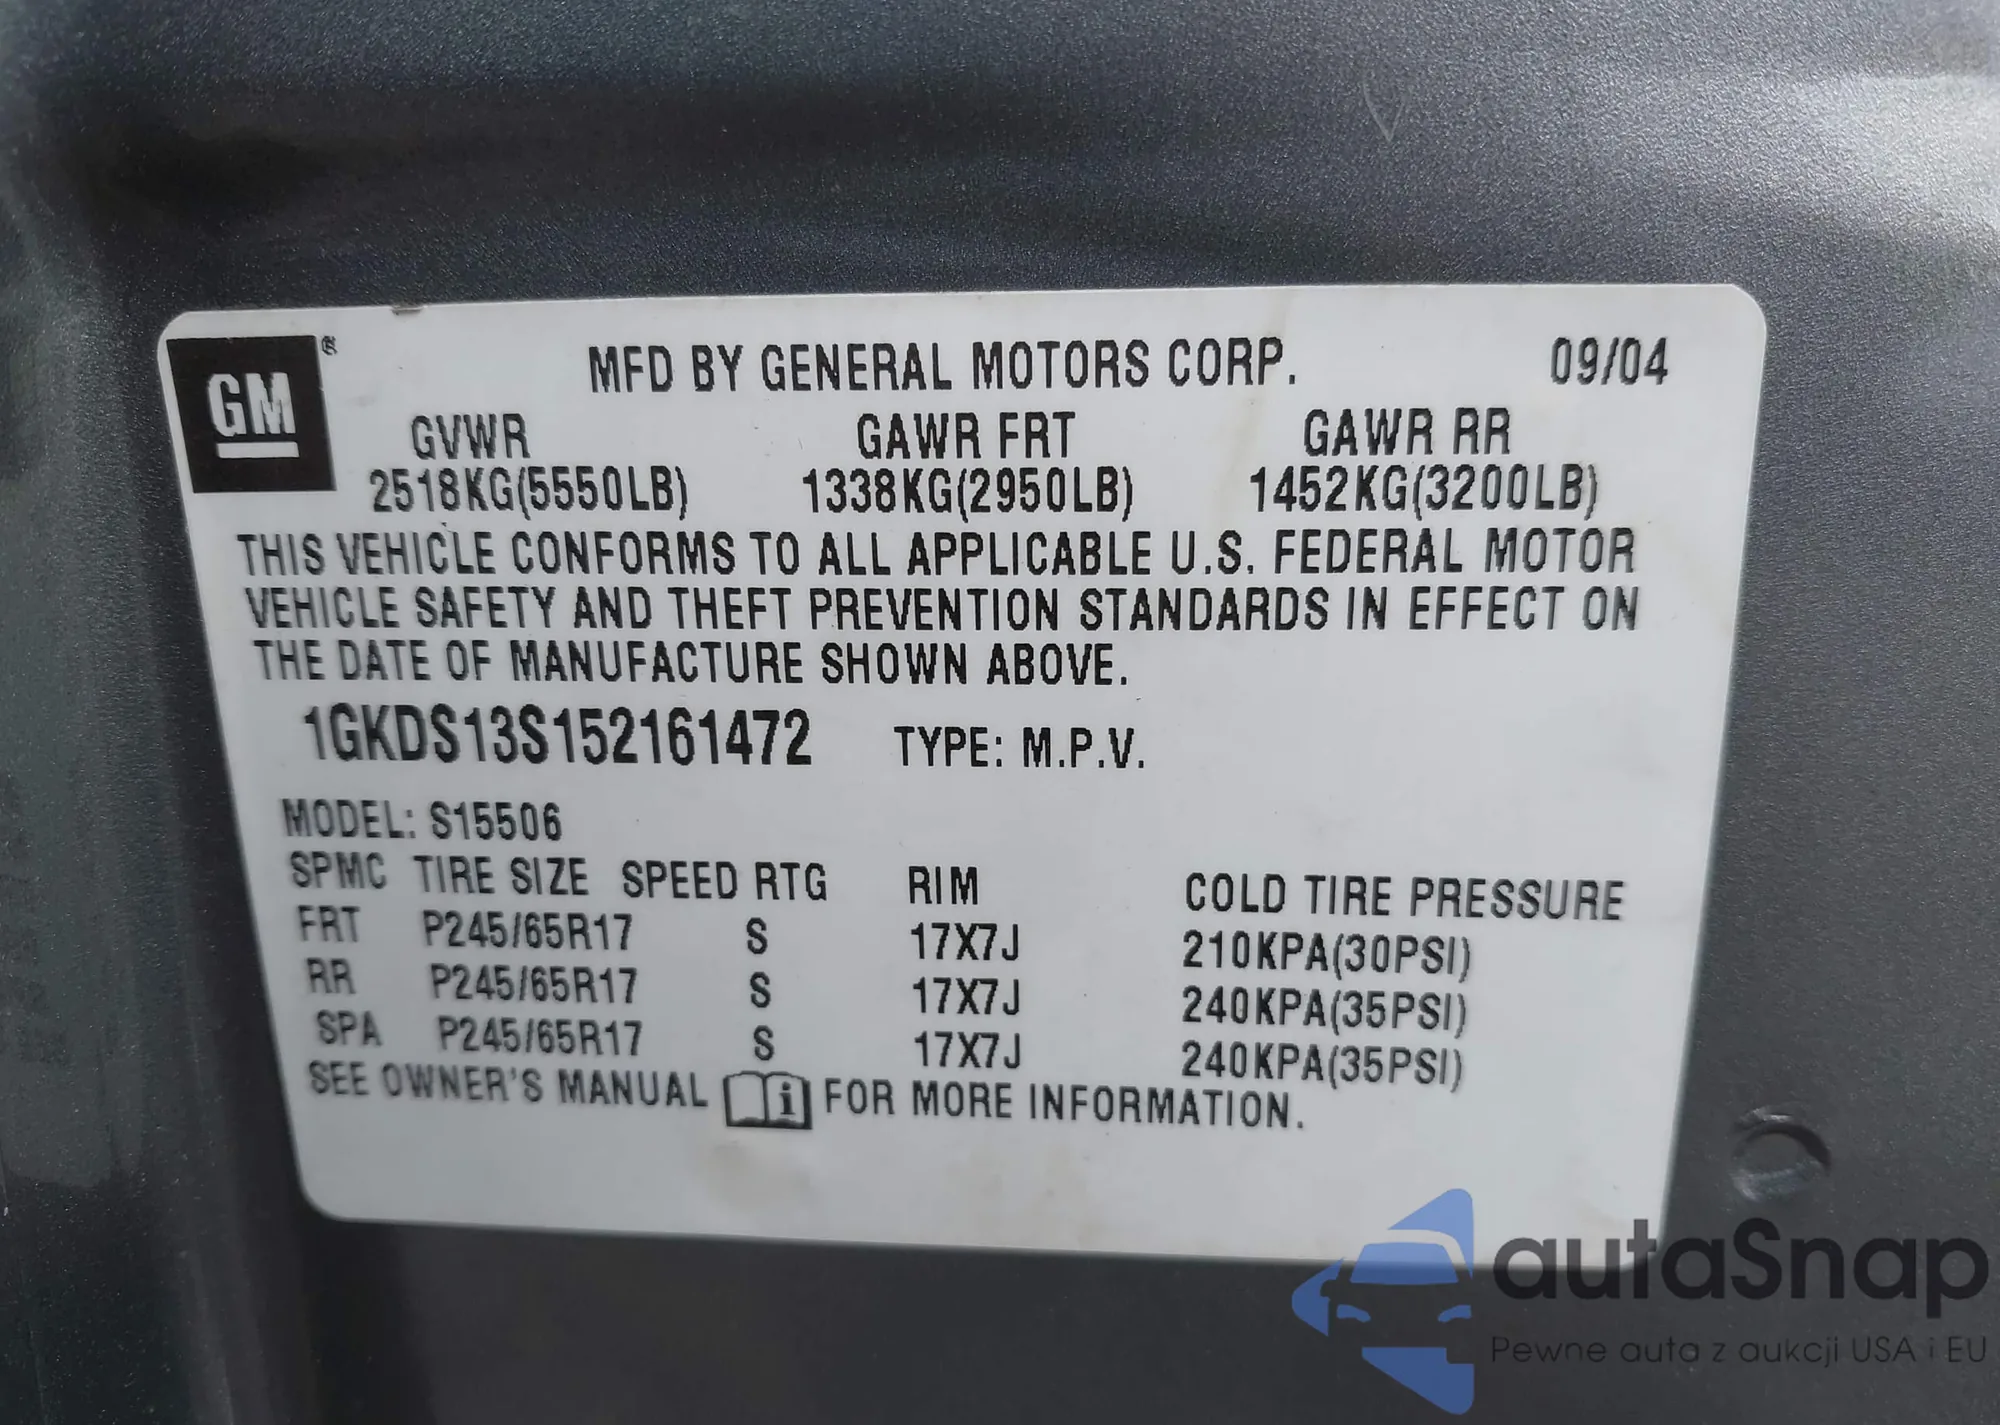 GM ®
MFD BY GENERAL MOTORS CORP. 09/04
GVWR GAWR FRT GAWR RR
2518KG(5550LB) 1338KG(2950LB) 1452KG(3200LB)
THIS VEHICLE CONFORMS TO ALL APPLICABLE U.S. FEDERAL MOTOR
VEHICLE SAFETY AND THEFT PREVENTION STANDARDS IN EFFECT ON
THE DATE OF MANUFACTURE SHOWN ABOVE.
1GKDS13S152161472 TYPE: M.P.V.
MODEL: S15506
SPMC TIRE SIZE SPEED RTG RIM COLD TIRE PRESSURE
FRT P245/65R17 S 17X7J 210KPA(30PSI)
RR P245/65R17 S 17X7J 240KPA(35PSI)
SPA P245/65R17 S 17X7J 240KPA(35PSI)
SEE OWNER'S MANUAL i FOR MORE INFORMATION.
autaSnap
Pewne auta z aukcji USA i EU